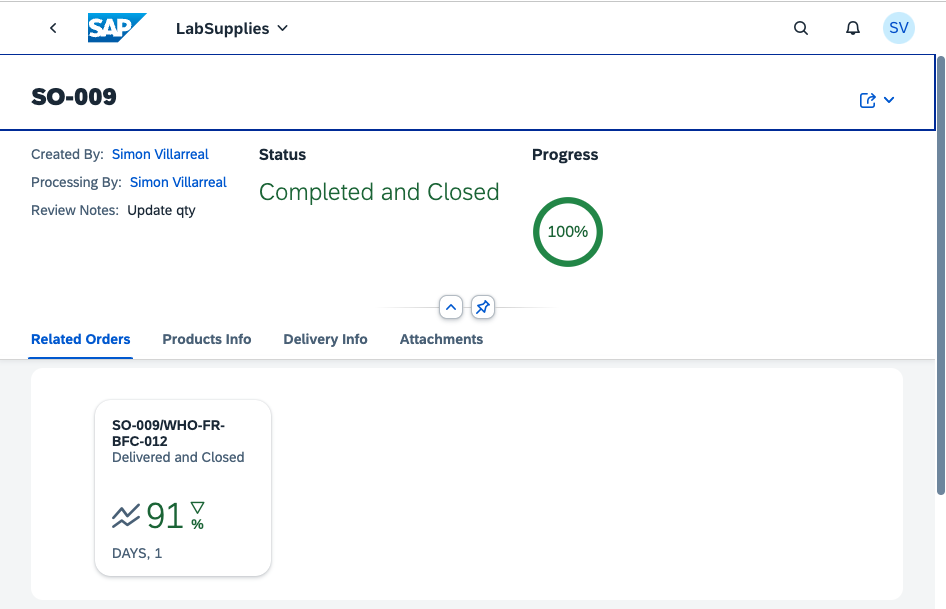 SAP LabSupplies SV
SO-009
Created By: Simon Villarreal
Processing By: Simon Villarreal
Review Notes: Update qty
Status
Completed and Closed
Progress
100%
Related Orders Products Info Delivery Info Attachments
SO-009/WHO-FR-
BFC-012
Delivered and Closed
91 %
DAYS, 1